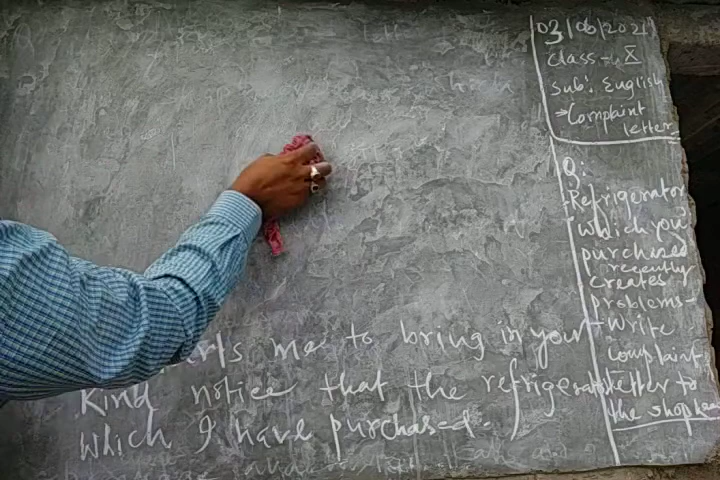 03/06/2021
Class - X
Sub: English
→ Complaint
letter
Q:
Refrigerator
which you
purchased
recently
creates
problems -
write
complaint
letter to
the shop
me to bring in your
kind notice that the refrigerator
which I have purchased.